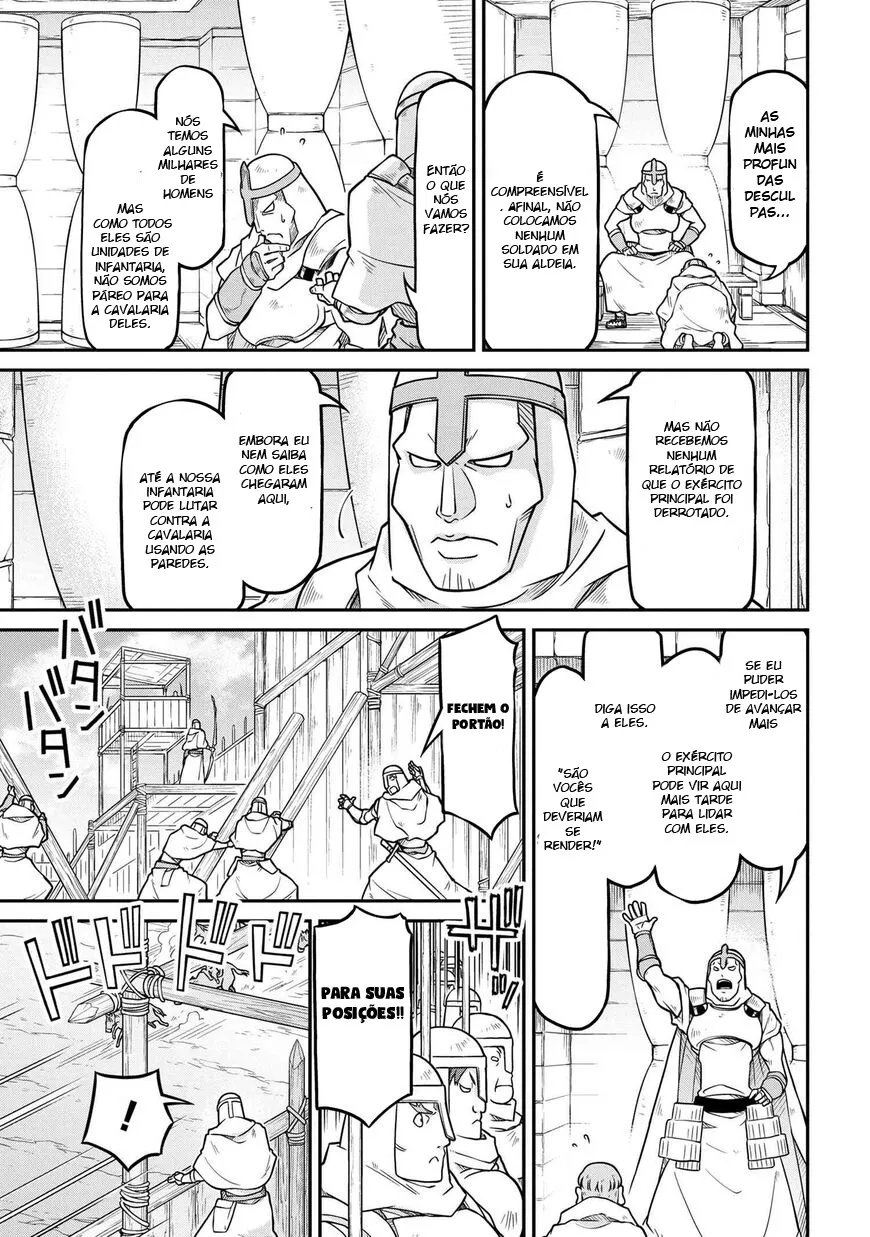 AS
MINHAS
MAIS
PROFUN
DAS
DESCUL
PAS...
É
COMPREENSÍVEL
. AFINAL, NÃO
COLOCAMOS
NENHUM
SOLDADO EM
SUA ALDEIA.
ENTÃO
O QUE
NÓS
VAMOS
FAZER?
NÓS
TEMOS
ALGUNS
MILHARES
DE
HOMENS
MAS
COMO TODOS
ELES SÃO
UNIDADES DE
INFANTARIA,
NÃO SOMOS
PÁREO PARA
A CAVALARIA
DELES.
MAS NÃO
RECEBEMOS
NENHUM
RELATÓRIO DE
QUE O EXÉRCITO
PRINCIPAL FOI
DERROTADO.
EMBORA EU
NEM SAIBA
COMO ELES
CHEGARAM
AQUI,
ATÉ A NOSSA
INFANTARIA
PODE LUTAR
CONTRA A
CAVALARIA
USANDO AS
PAREDES.
SE EU
PUDER
IMPEDI-LOS
DE AVANÇAR
MAIS
O EXÉRCITO
PRINCIPAL
PODE VIR AQUI
MAIS TARDE
PARA LIDAR
COM ELES.
DIGA ISSO
A ELES.
"SÃO
VOCÊS
QUE
DEVERIAM
SE
RENDER!"
FECHEM O
PORTÃO!
バタン
バタン
PARA SUAS
POSIÇÕES!!
ドド
ドド
ドド
!